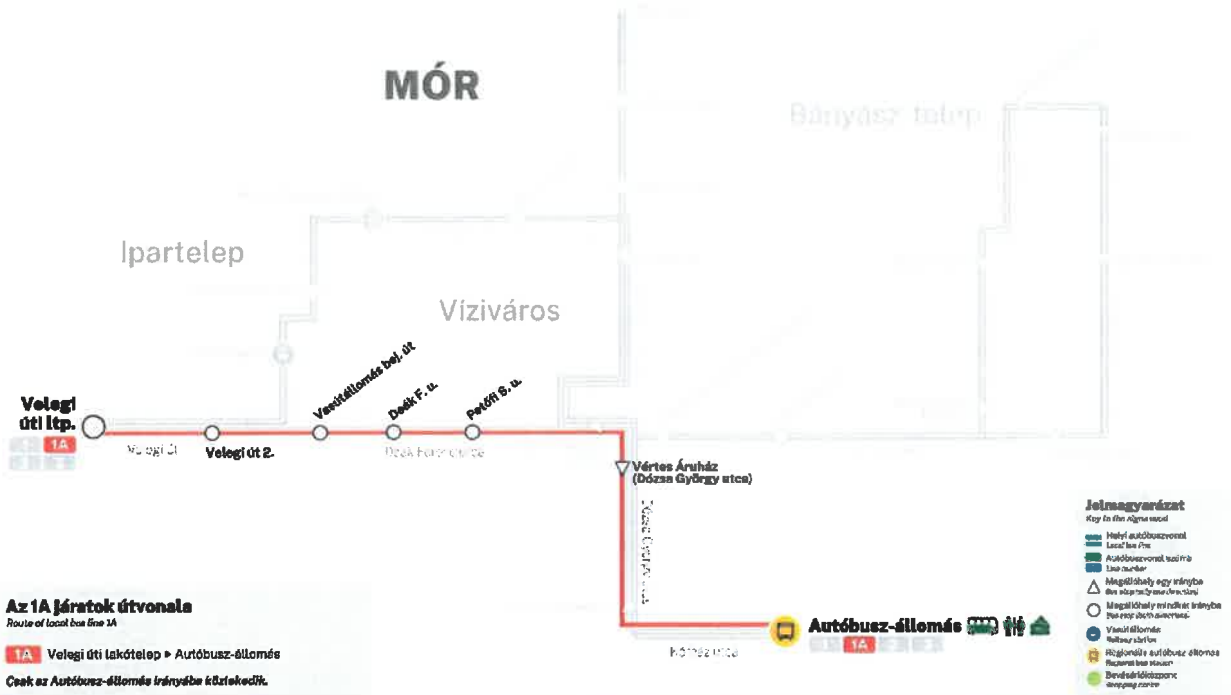 MÓR
Bányász telep
Ipartelep
Víziváros
Velegi
úti ltp.
1A
Velegi út
Velegi út 2.
Vasútállomás bej. út
Deák F. u.
Petőfi S. u.
Deák Ferenc utca
Vértes Áruház
(Dózsa György utca)
Dózsa György utca
Kórház utca
Autóbusz-állomás
1A
Az 1A járatok útvonala
Route of local bus line 1A
1A Velegi úti lakótelep ▸ Autóbusz-állomás
Csak az Autóbusz-állomás irányába közlekedik.
Jelmagyarázat
Key to the signs used
Helyi autóbuszvonal
Local bus line
Autóbuszvonal száma
Line number
Megállóhely egy irányba
Bus stop (only one direction)
Megállóhely mindkét irányba
Bus stop (both directions)
Vasútállomás
Railway station
Regionális autóbusz állomás
Regional bus station
Bevásárlóközpont
Shopping centre